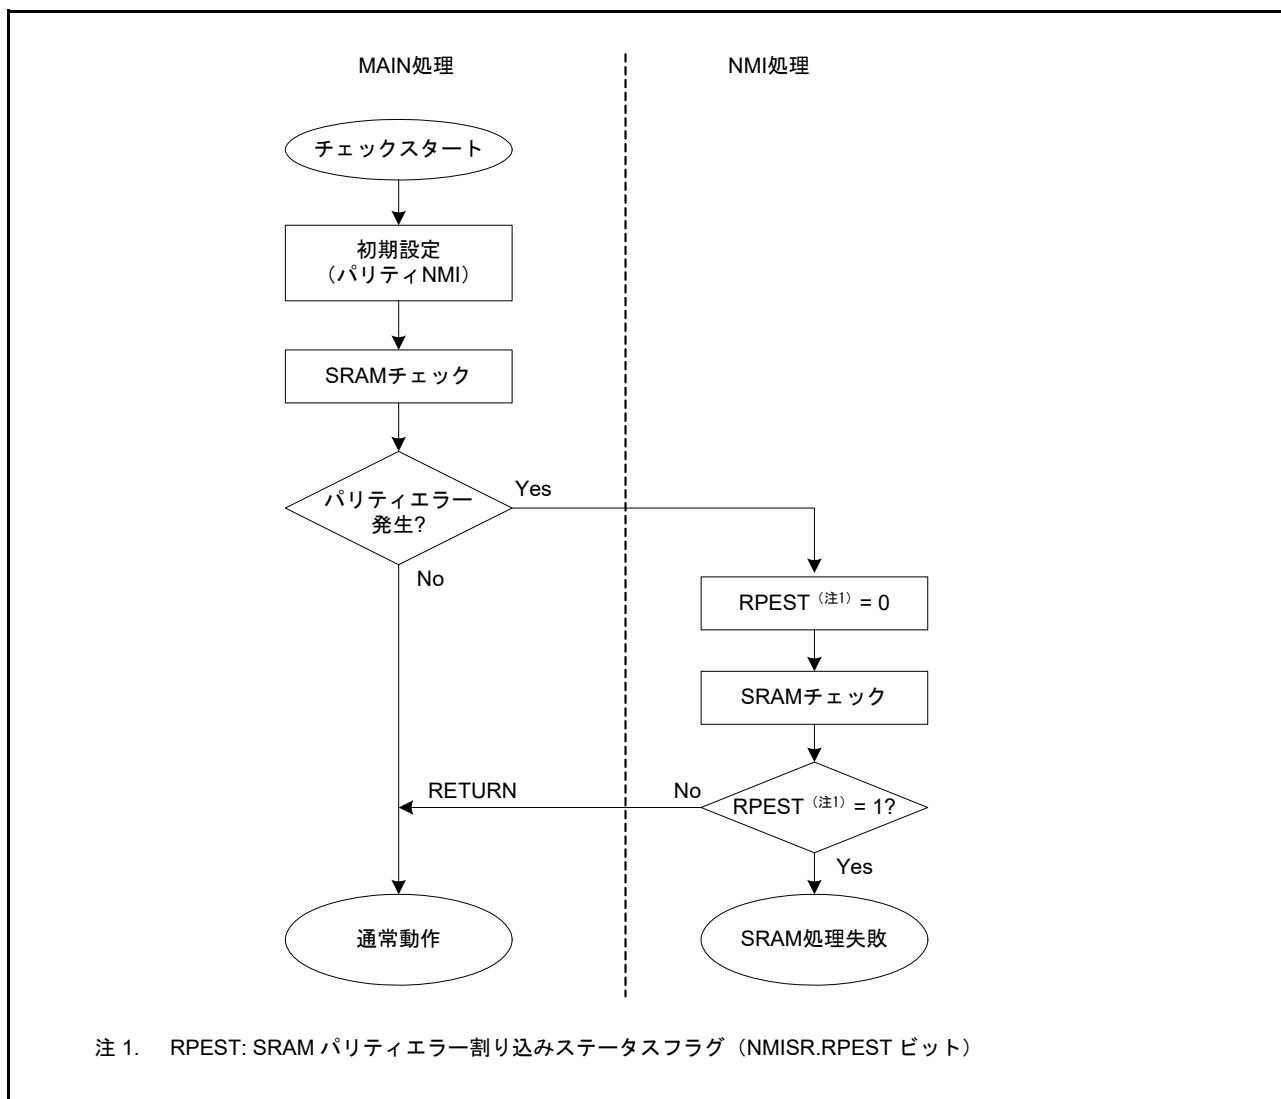 MAIN処理
NMI処理
チェックスタート
初期設定
（パリティNMI）
SRAMチェック
パリティエラー
発生?
Yes
No
RPEST（注1）= 0
SRAMチェック
RPEST（注1）= 1?
No
RETURN
Yes
通常動作
SRAM処理失敗
注 1. RPEST: SRAM パリティエラー割り込みステータスフラグ（NMISR.RPEST ビット）